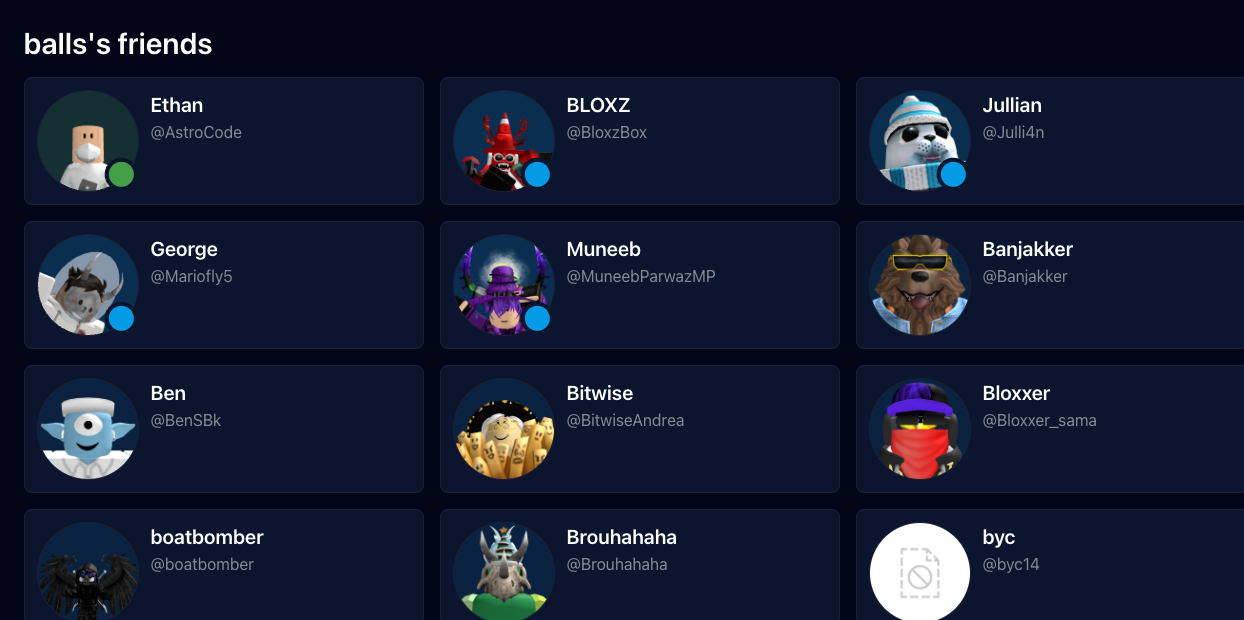 balls's friends
Ethan
@AstroCode
BLOXZ
@BloxzBox
Jullian
@Julli4n
George
@Mariofly5
Muneeb
@MuneebParwazMP
Banjakker
@Banjakker
Ben
@BenSBk
Bitwise
@BitwiseAndrea
Bloxxer
@Bloxxer_sama
boatbomber
@boatbomber
Brouhahaha
@Brouhahaha
byc
@byc14